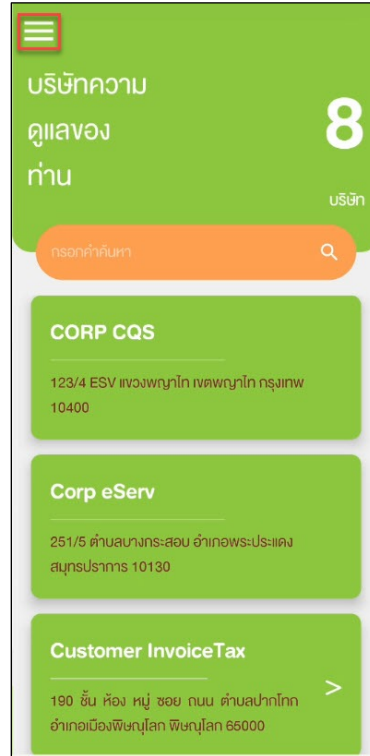 บริษัทความ
ดูแลของ
ท่าน
8
บริษัท
กรอกคำค้นหา
CORP CQS
123/4 ESV แขวงพญาไท เขตพญาไท กรุงเทพ
10400
Corp eServ
251/5 ตำบลบางกระสอบ อำเภอพระประแดง
สมุทรปราการ 10130
Customer InvoiceTax
190 ชั้น ห้อง หมู่ ซอย ถนน ตำบลปากโทก
อำเภอเมืองพิษณุโลก พิษณุโลก 65000
>